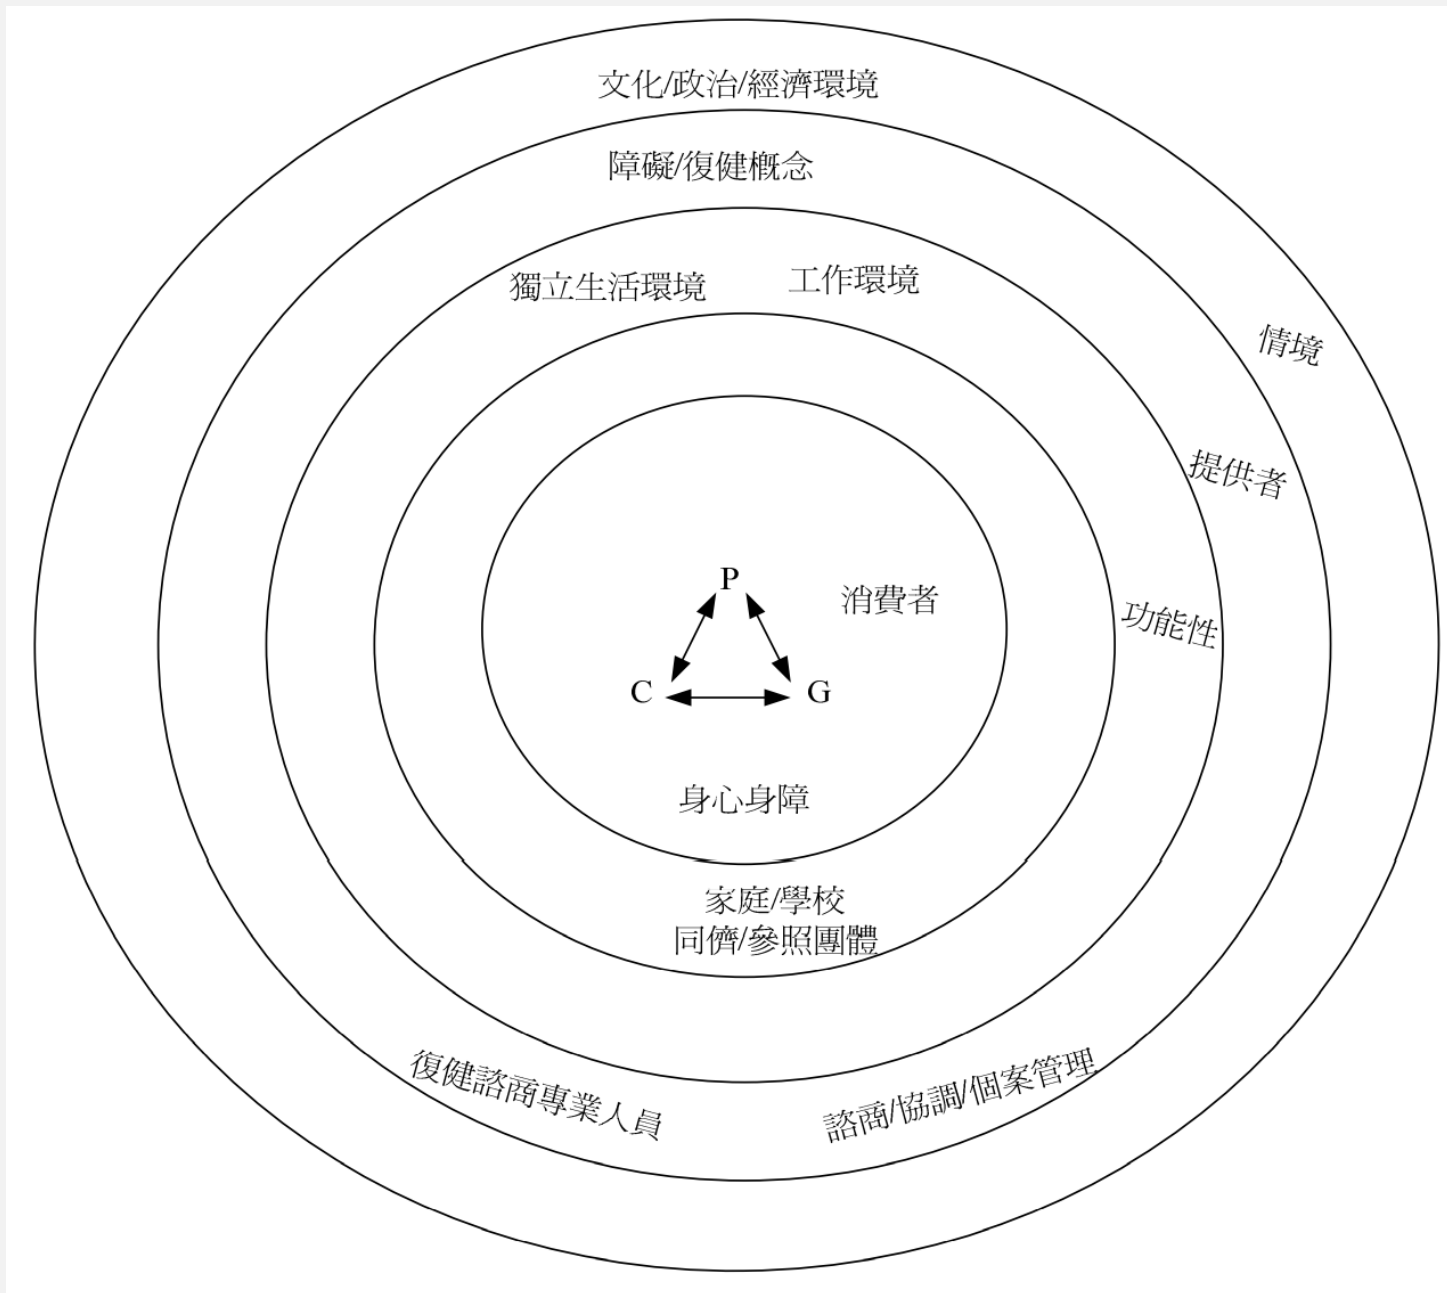 文化/政治/經濟環境
障礙/復健概念
獨立生活環境
工作環境
情境
提供者
P
消費者
功能性
C
G
身心身障
家庭/學校
同儕/參照團體
復健諮商專業人員
諮商/協調/個案管理